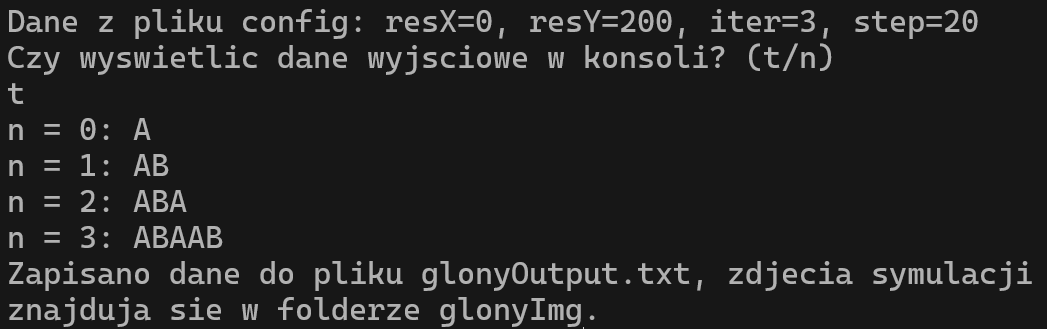 Dane z pliku config: resX=0, resY=200, iter=3, step=20
Czy wyswietlic dane wyjsciowe w konsoli? (t/n)
t
n = 0: A
n = 1: AB
n = 2: ABA
n = 3: ABAAB
Zapisano dane do pliku glonyOutput.txt, zdjecia symulacji
znajduja sie w folderze glonyImg.